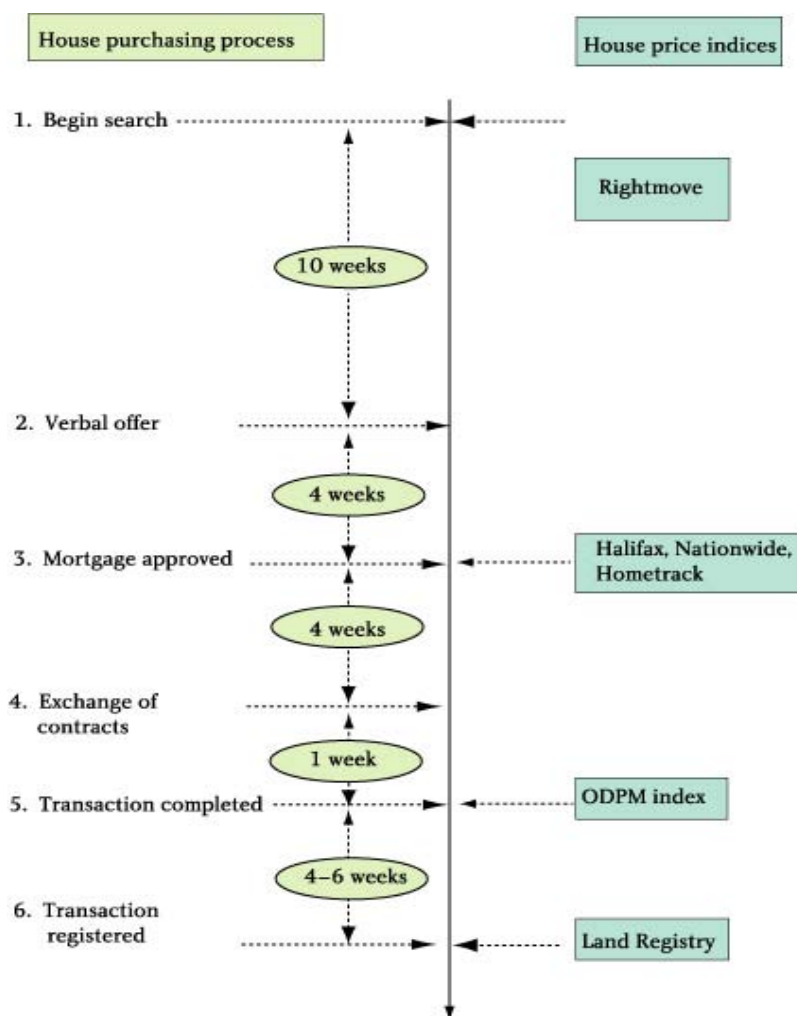 House purchasing process
House price indices
1. Begin search
Rightmove
10 weeks
2. Verbal offer
4 weeks
3. Mortgage approved
Halifax, Nationwide,
Hometrack
4 weeks
4. Exchange of
contracts
1 week
5. Transaction completed
ODPM index
4–6 weeks
6. Transaction
registered
Land Registry